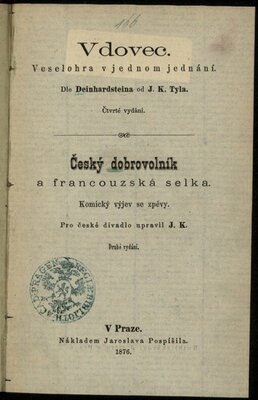 166
Vdovec.
Veselohra v jednom jednání.
Dle Deinhardsteina od J. K. Tyla.
Čtvrté vydání.
Český dobrovolník
a francouzská selka.
Komický výjev se zpěvy.
Pro české divadlo upravil J. K.
Druhé vydání.
V Praze.
Nákladem Jaroslava Pospíšila.
1876.